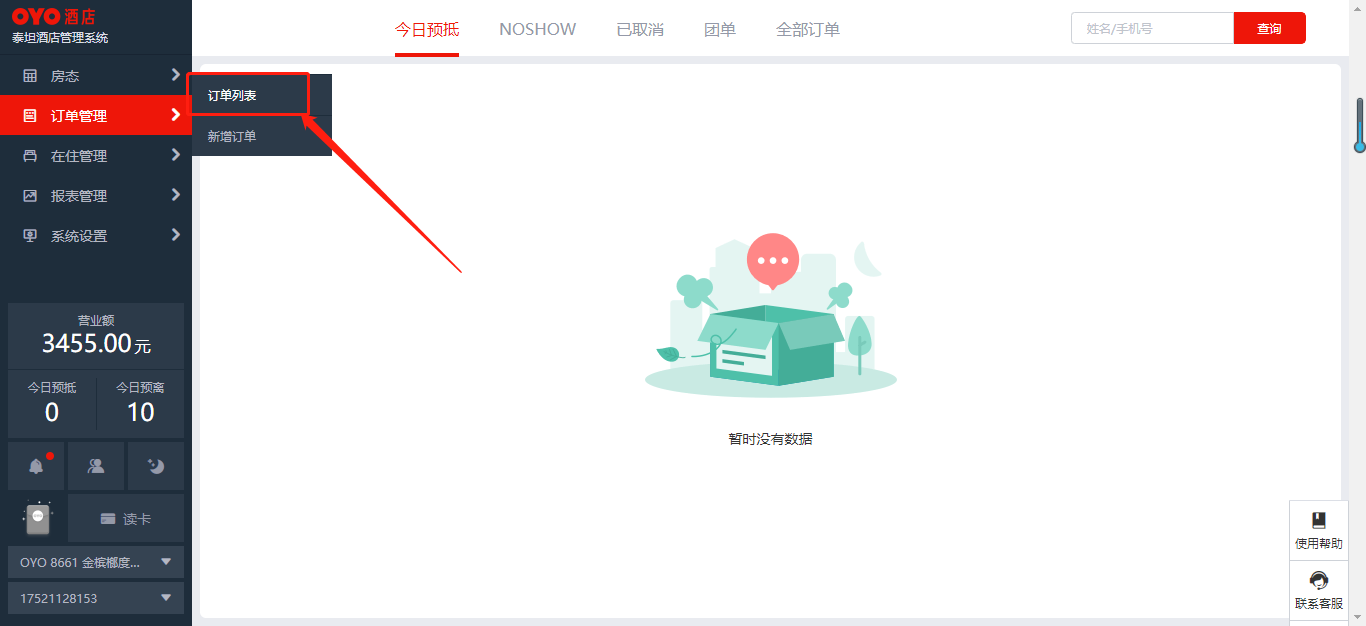 OYO 酒店
泰坦酒店管理系统
房态
订单管理
在住管理
报表管理
系统设置
营业额
3455.00元
今日预抵
0
今日预离
10
读卡
OYO 8661 金槟榔度...
17521128153
订单列表
新增订单
今日预抵
NOSHOW
已取消
团单
全部订单
姓名/手机号
查询
暂时没有数据
使用帮助
联系客服